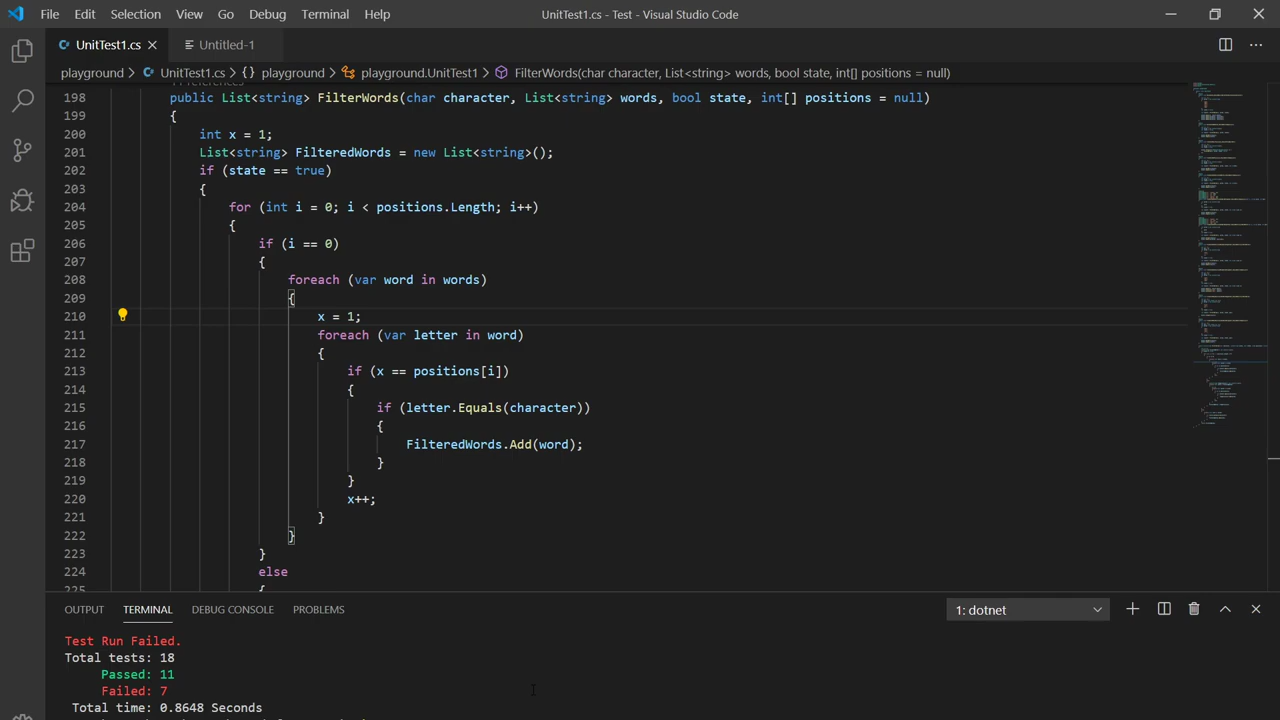 File Edit Selection View Go Debug Terminal Help UnitTest1.cs - Test - Visual Studio Code
UnitTest1.cs Untitled-1
playground > UnitTest1.cs > {} playground > playground.UnitTest1 > FilterWords(char character, List<string> words, bool state, int[] positions = null)
198 public List<string> FilterWords(char character, List<string> words, bool state, int[] positions = null)
199 {
200 int x = 1;
201 List<string> FilteredWords = new List<string>();
202 if (state == true)
203 {
204 for (int i = 0; i < positions.Length; i++)
205 {
206 if (i == 0)
207 {
208 foreach (var word in words)
209 {
210 x = 1;
211 foreach (var letter in word)
212 {
213 if (x == positions[i])
214 {
215 if (letter.Equals(character))
216 {
217 FilteredWords.Add(word);
218 }
219 }
220 x++;
221 }
222 }
223 }
224 else
225 {
OUTPUT TERMINAL DEBUG CONSOLE PROBLEMS 1: dotnet
Test Run Failed.
Total tests: 18
Passed: 11
Failed: 7
Total time: 0.8648 Seconds